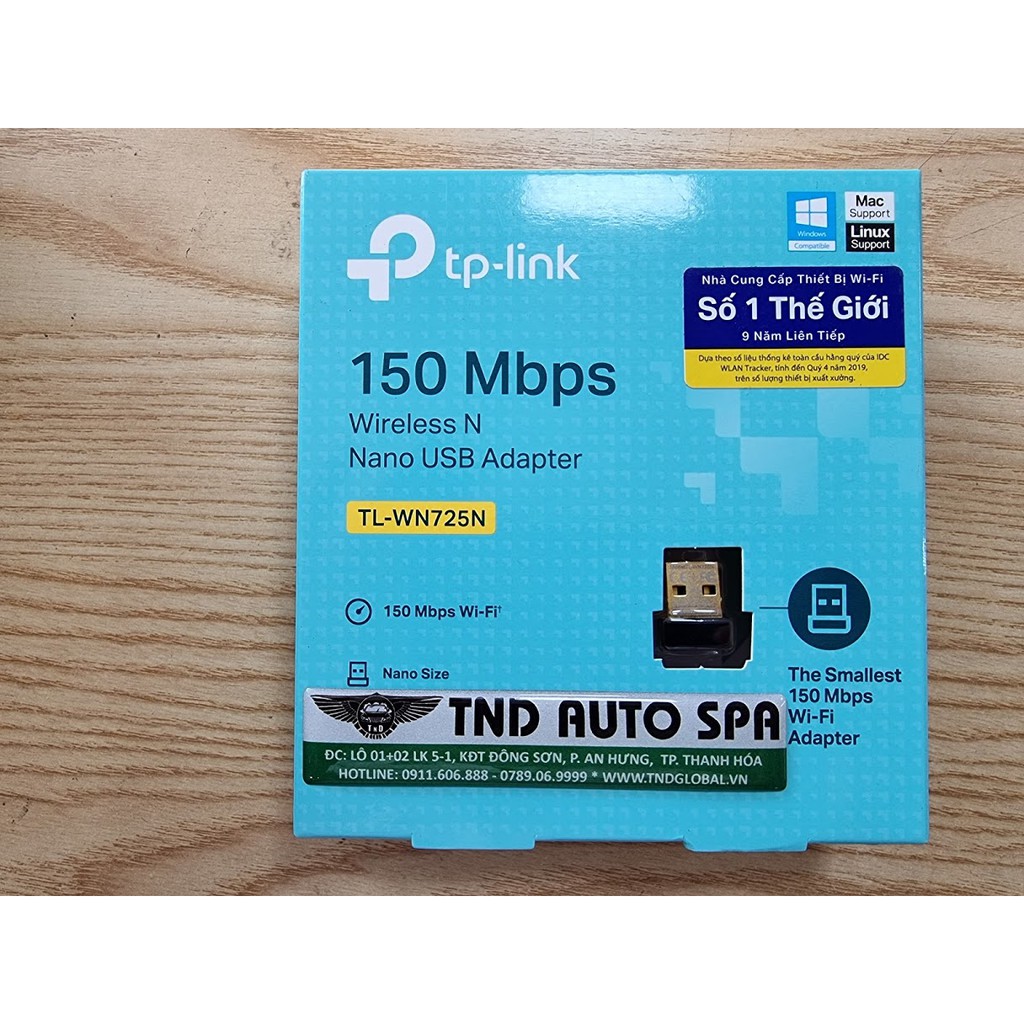 tp-link
Windows
Compatible
Mac
Support
Linux
Support
Nhà Cung Cấp Thiết Bị Wi-Fi
Số 1 Thế Giới
9 Năm Liên Tiếp
Dựa theo số liệu thống kê toàn cầu hằng quý của IDC
WLAN Tracker, tính đến Quý 4 năm 2019,
trên số lượng thiết bị xuất xưởng.
150 Mbps
Wireless N
Nano USB Adapter
TL-WN725N
150 Mbps Wi-Fi†
Nano Size
The Smallest
150 Mbps
Wi-Fi
Adapter
TND
TND AUTO SPA
ĐC: LÔ 01+02 LK 5-1, KĐT ĐÔNG SƠN, P. AN HƯNG, TP. THANH HÓA
HOTLINE: 0911.606.888 - 0789.06.9999 * WWW.TNDGLOBAL.VN